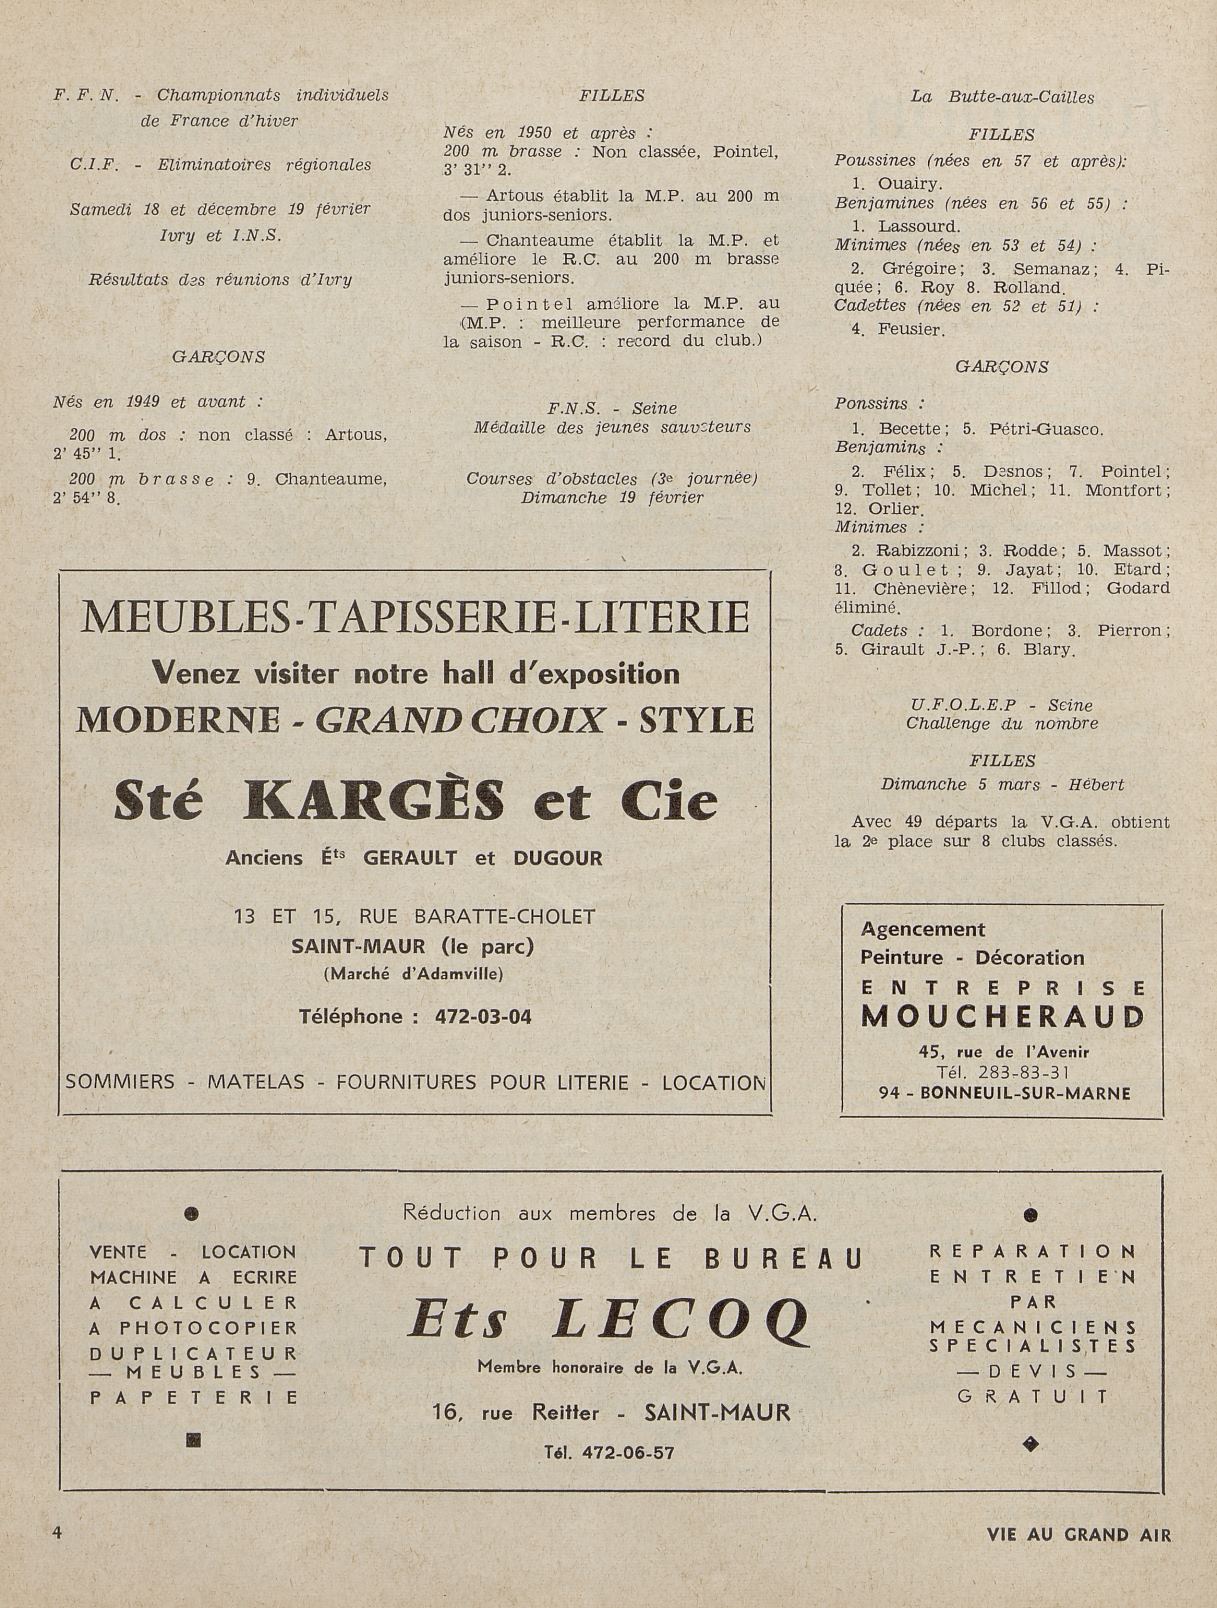 F. F. N. - Championnats individuels
de France d'hiver
C.I.F. - Eliminatoires régionales
Samedi 18 et décembre 19 février
Ivry et I.N.S.
Résultats des réunions d'Ivry
GARÇONS
Nés en 1949 et avant :
200 m dos : non classé : Artous,
2' 45'' 1.
200 m brasse : 9. Chanteaume,
2' 54'' 8.
FILLES
Nés en 1950 et après :
200 m brasse : Non classée, Pointel,
3' 31'' 2.
— Artous établit la M.P. au 200 m
dos juniors-seniors.
— Chanteaume établit la M.P. et
améliore le R.C. au 200 m brasse
juniors-seniors.
— Pointel améliore la M.P. au
(M.P. : meilleure performance de
la saison - R.C. : record du club.)
F.N.S. - Seine
Médaille des jeunes sauveteurs
Courses d'obstacles (3e journée)
Dimanche 19 février
La Butte-aux-Cailles
FILLES
Poussines (nées en 57 et après):
1. Ouairy.
Benjamines (nées en 56 et 55) :
1. Lassourd.
Minimes (nées en 53 et 54) :
2. Grégoire; 3. Semanaz; 4. Pi-
quée; 6. Roy 8. Rolland.
Cadettes (nées en 52 et 51) :
4. Feusier.
GARÇONS
Ponssins :
1. Becette; 5. Pétri-Guasco.
Benjamins :
2. Félix; 5. Desnos; 7. Pointel;
9. Tollet; 10. Michel; 11. Montfort;
12. Orlier.
Minimes :
2. Rabizzoni; 3. Rodde; 5. Massot;
8. Goulet; 9. Jayat; 10. Etard;
11. Chènevière; 12. Fillod; Godard
éliminé.
Cadets : 1. Bordone; 3. Pierron;
5. Girault J.-P.; 6. Blary.
U.F.O.L.E.P - Seine
Challenge du nombre
FILLES
Dimanche 5 mars - Hébert
Avec 49 départs la V.G.A. obtient
la 2e place sur 8 clubs classés.
MEUBLES-TAPISSERIE-LITERIE
Venez visiter notre hall d'exposition
MODERNE - GRAND CHOIX - STYLE
Sté KARGÈS et Cie
Anciens Éts GERAULT et DUGOUR
13 ET 15, RUE BARATTE-CHOLET
SAINT-MAUR (le parc)
(Marché d'Adamville)
Téléphone : 472-03-04
SOMMIERS - MATELAS - FOURNITURES POUR LITERIE - LOCATION
Agencement
Peinture - Décoration
ENTREPRISE
MOUCHERAUD
45, rue de l'Avenir
Tél. 283-83-31
94 - BONNEUIL-SUR-MARNE
VENTE - LOCATION
MACHINE A ECRIRE
A CALCULER
A PHOTOCOPIER
DUPLICATEUR
— MEUBLES —
PAPETERIE
Réduction aux membres de la V.G.A.
TOUT POUR LE BUREAU
Ets LECOQ
Membre honoraire de la V.G.A.
16, rue Reitter - SAINT-MAUR
Tél. 472-06-57
REPARATION
ENTRETIEN
PAR
MECANICIENS
SPECIALISTES
— DEVIS —
GRATUIT
4
VIE AU GRAND AIR